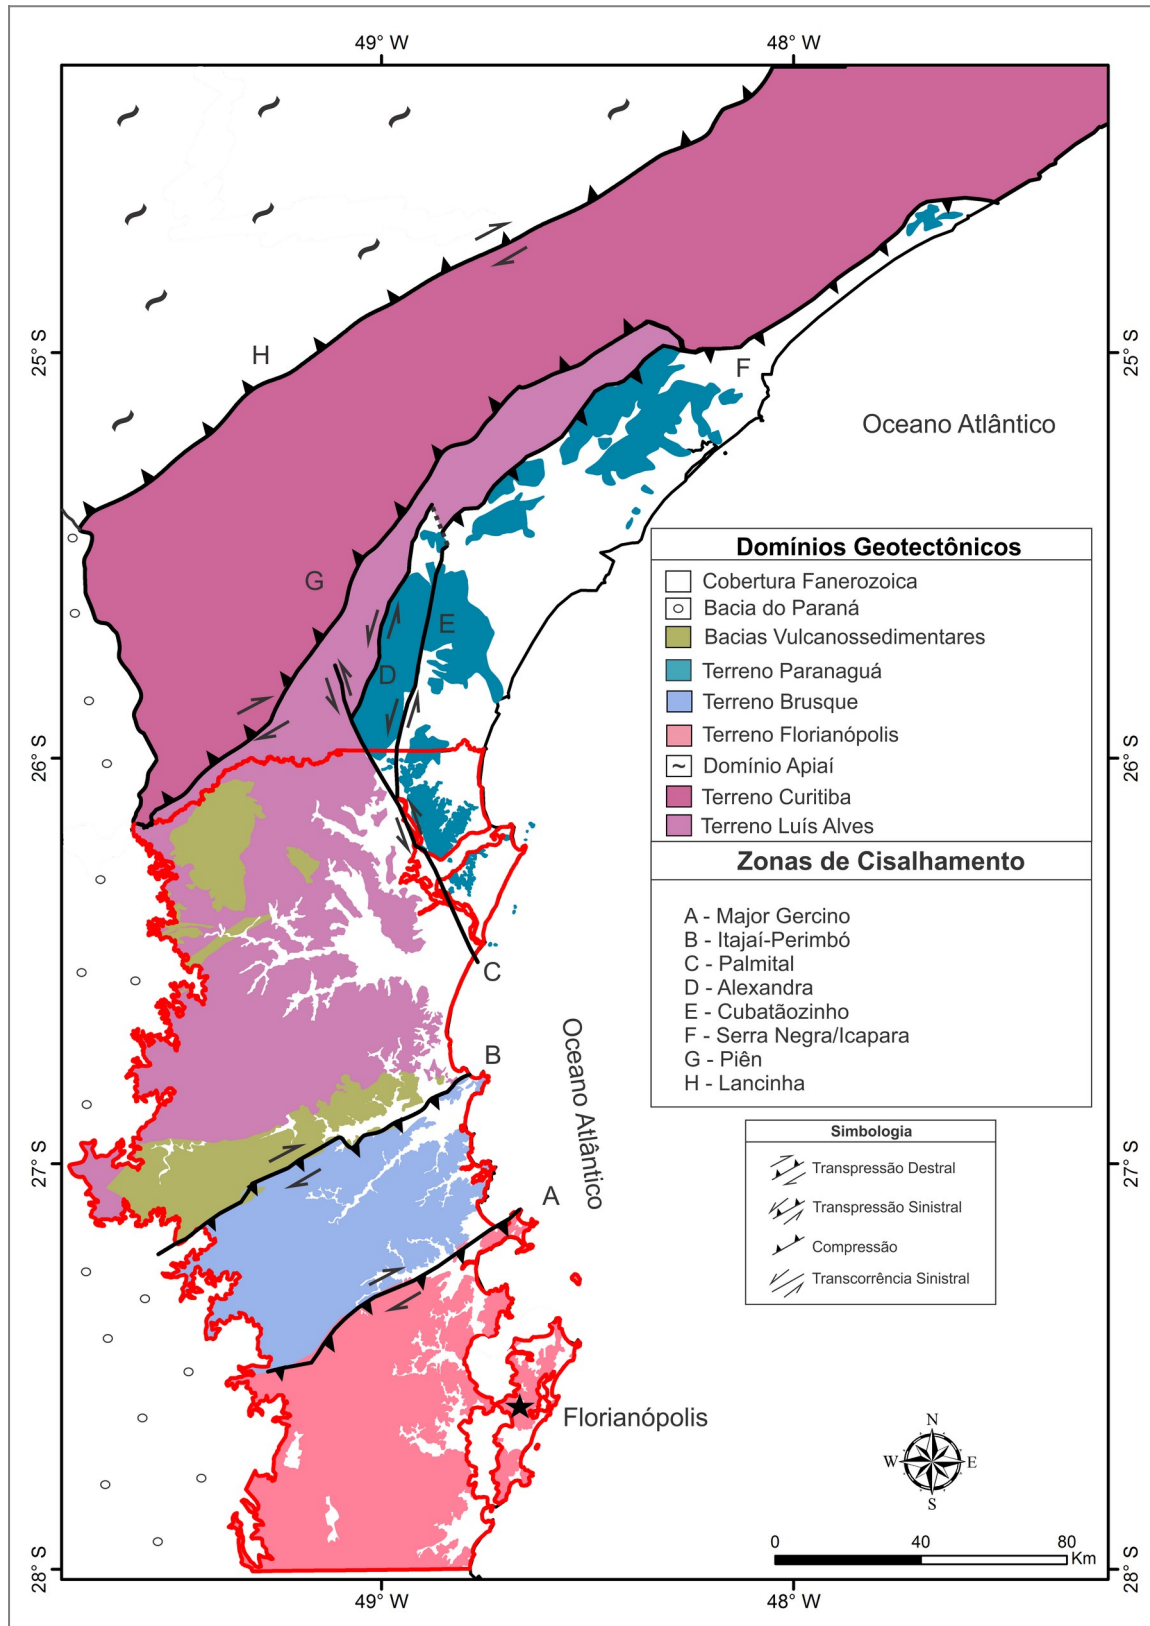 49° W
48° W
H
25° S
25° S
F
Oceano Atlântico
Domínios Geotectônicos
Cobertura Fanerozoica
Bacia do Paraná
Bacias Vulcanossedimentares
Terreno Paranaguá
Terreno Brusque
Terreno Florianópolis
Domínio Apiaí
Terreno Curitiba
Terreno Luís Alves
Zonas de Cisalhamento
A - Major Gercino
B - Itajaí-Perimbó
C - Palmital
D - Alexandra
E - Cubatãozinho
F - Serra Negra/Icapara
G - Piên
H - Lancinha
G
E
D
26° S
26° S
C
B
Oceano Atlântico
Simbologia
Transpressão Destral
Transpressão Sinistral
Compressão
Transcorrência Sinistral
27° S
27° S
A
Florianópolis
N
W
E
S
0
40
80
Km
28° S
28° S
49° W
48° W